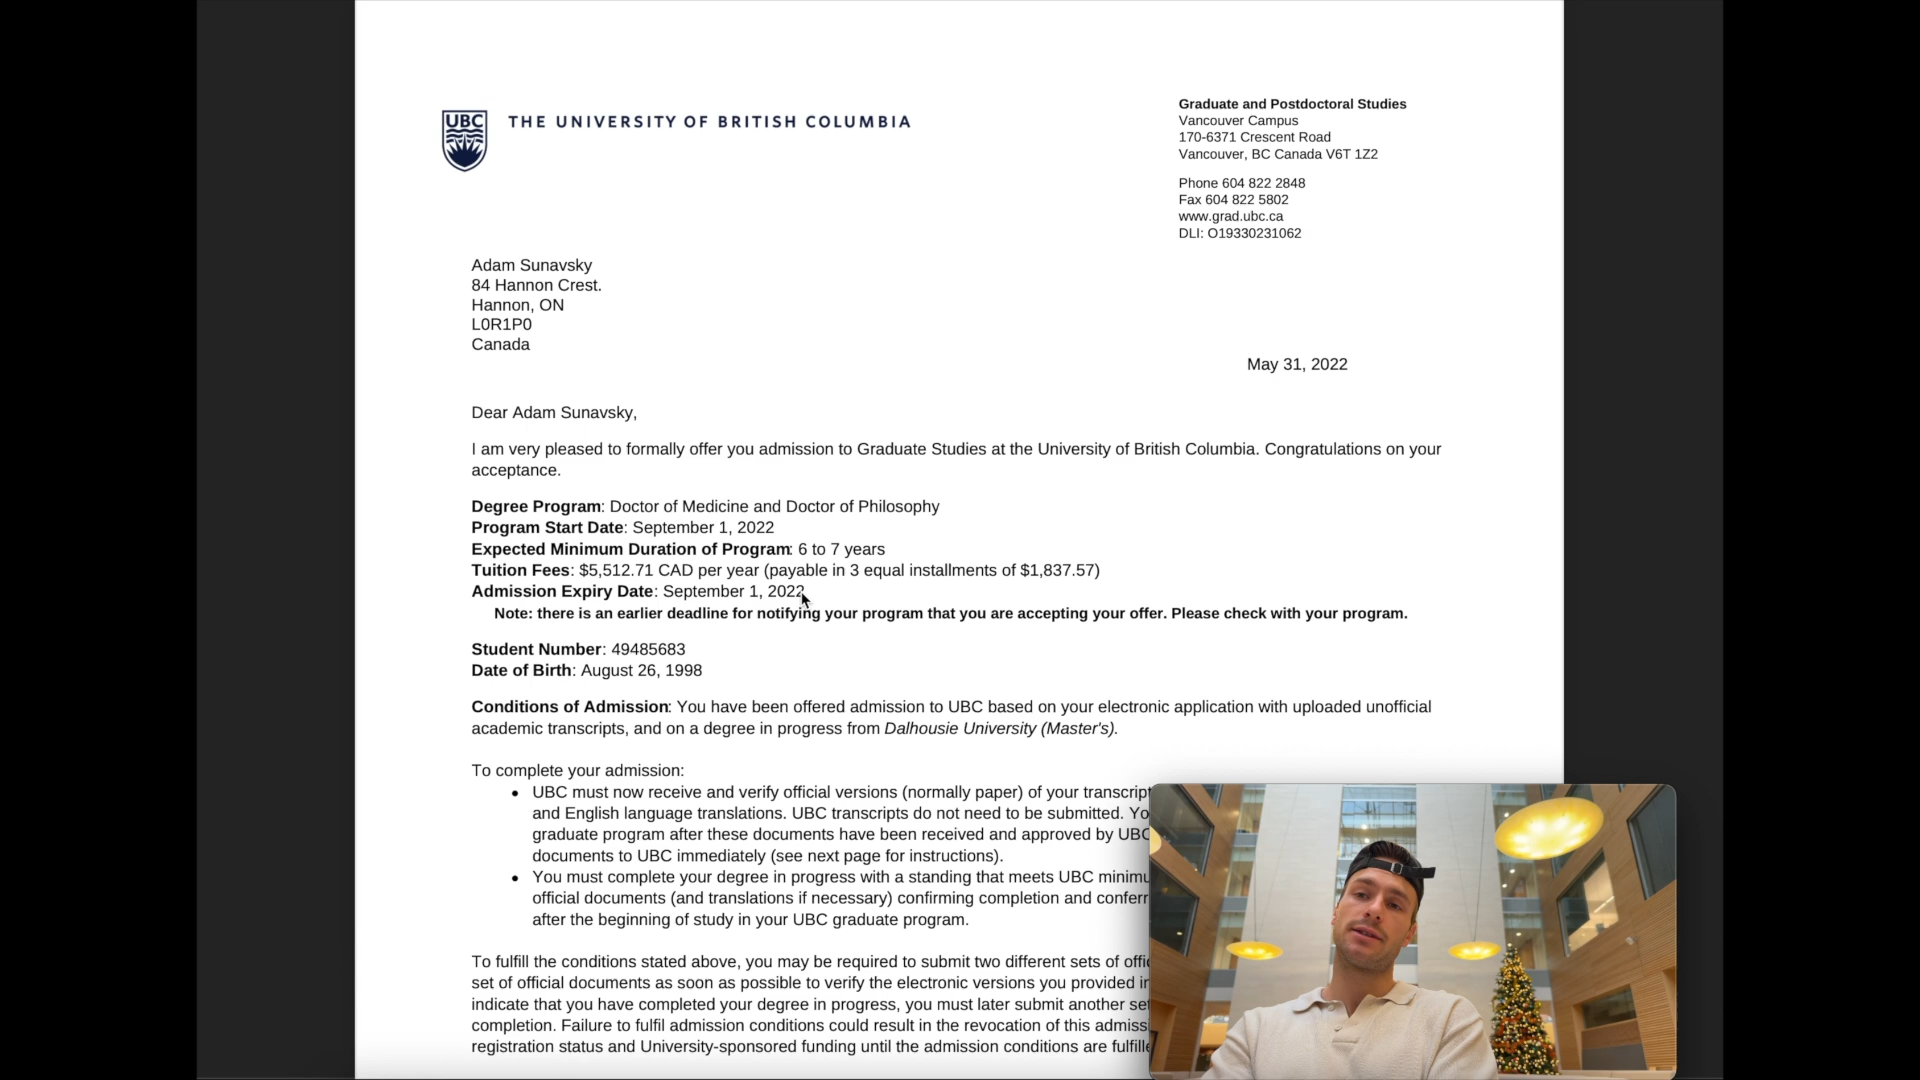 UBC
THE UNIVERSITY OF BRITISH COLUMBIA
Graduate and Postdoctoral Studies
Vancouver Campus
170-6371 Crescent Road
Vancouver, BC Canada V6T 1Z2
Phone 604 822 2848
Fax 604 822 5802
www.grad.ubc.ca
DLI: O19330231062
Adam Sunavsky
84 Hannon Crest.
Hannon, ON
L0R1P0
Canada
May 31, 2022
Dear Adam Sunavsky,
I am very pleased to formally offer you admission to Graduate Studies at the University of British Columbia. Congratulations on your
acceptance.
Degree Program: Doctor of Medicine and Doctor of Philosophy
Program Start Date: September 1, 2022
Expected Minimum Duration of Program: 6 to 7 years
Tuition Fees: $5,512.71 CAD per year (payable in 3 equal installments of $1,837.57)
Admission Expiry Date: September 1, 2022
Note: there is an earlier deadline for notifying your program that you are accepting your offer. Please check with your program.
Student Number: 49485683
Date of Birth: August 26, 1998
Conditions of Admission: You have been offered admission to UBC based on your electronic application with uploaded unofficial
academic transcripts, and on a degree in progress from Dalhousie University (Master's).
To complete your admission:
• UBC must now receive and verify official versions (normally paper) of your transcript
and English language translations. UBC transcripts do not need to be submitted. Yo
graduate program after these documents have been received and approved by UBC
documents to UBC immediately (see next page for instructions).
• You must complete your degree in progress with a standing that meets UBC minimu
official documents (and translations if necessary) confirming completion and conferr
after the beginning of study in your UBC graduate program.
To fulfill the conditions stated above, you may be required to submit two different sets of offic
set of official documents as soon as possible to verify the electronic versions you provided in
indicate that you have completed your degree in progress, you must later submit another set
completion. Failure to fulfil admission conditions could result in the revocation of this admiss
registration status and University-sponsored funding until the admission conditions are fulfille